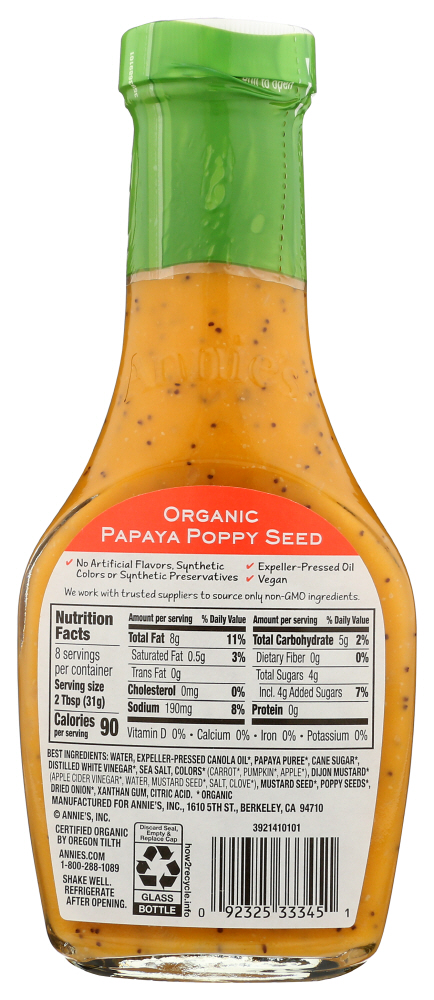 Annie's
ORGANIC
PAPAYA POPPY SEED
✓ No Artificial Flavors, Synthetic Colors or Synthetic Preservatives
✓ Expeller-Pressed Oil
✓ Vegan
We work with trusted suppliers to source only non-GMO ingredients.
Nutrition
Facts
8 servings
per container
Serving size
2 Tbsp (31g)
Calories 90
per serving
Amount per serving % Daily Value
Total Fat 8g 11%
Saturated Fat 0.5g 3%
Trans Fat 0g
Cholesterol 0mg 0%
Sodium 190mg 8%
Amount per serving % Daily Value
Total Carbohydrate 5g 2%
Dietary Fiber 0g 0%
Total Sugars 4g
Incl. 4g Added Sugars 7%
Protein 0g
Vitamin D 0% • Calcium 0% • Iron 0% • Potassium 0%
BEST INGREDIENTS: WATER, EXPELLER-PRESSED CANOLA OIL*, PAPAYA PUREE*, CANE SUGAR*,
DISTILLED WHITE VINEGAR*, SEA SALT, COLORS* (CARROT*, PUMPKIN*, APPLE*), DIJON MUSTARD*
(APPLE CIDER VINEGAR*, WATER, MUSTARD SEED*, SALT, CLOVE*), MUSTARD SEED*, POPPY SEEDS*,
DRIED ONION*, XANTHAN GUM, CITRIC ACID. *ORGANIC
MANUFACTURED FOR ANNIE'S, INC., 1610 5TH ST., BERKELEY, CA 94710
© ANNIE'S, INC.
3921410101
CERTIFIED ORGANIC
BY OREGON TILTH
ANNIES.COM
1-800-288-1089
SHAKE WELL.
REFRIGERATE
AFTER OPENING.
Discard Seal,
Empty &
Replace Cap
GLASS
BOTTLE
how2recycle.info
0 92325 33345 1